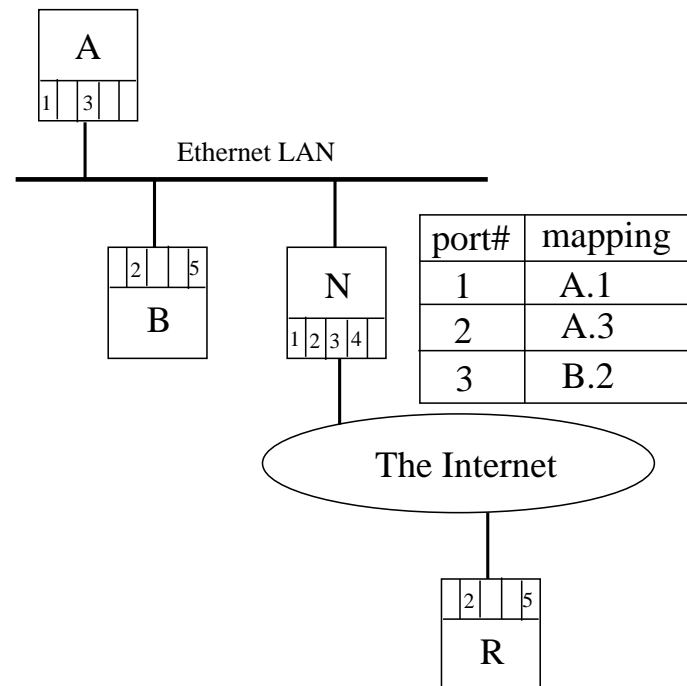 A
1 3
Ethernet LAN
2 5
B
N
1 2 3 4
port# mapping
1 A.1
2 A.3
3 B.2
The Internet
2 5
R